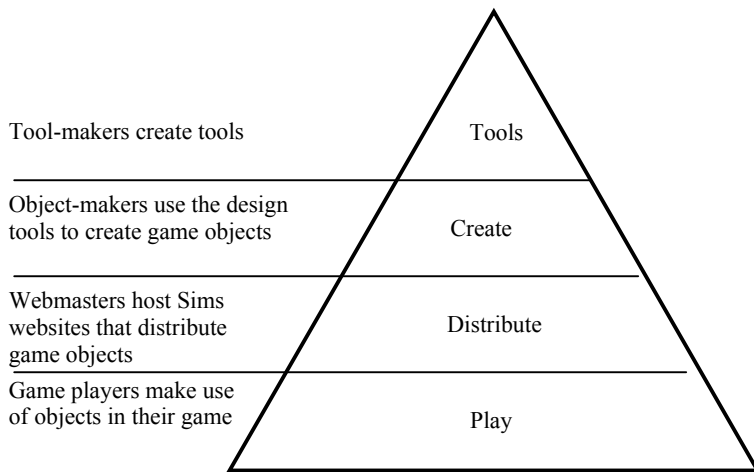 Tool-makers create tools
Tools
Object-makers use the design
tools to create game objects
Create
Webmasters host Sims
websites that distribute
game objects
Distribute
Game players make use
of objects in their game
Play